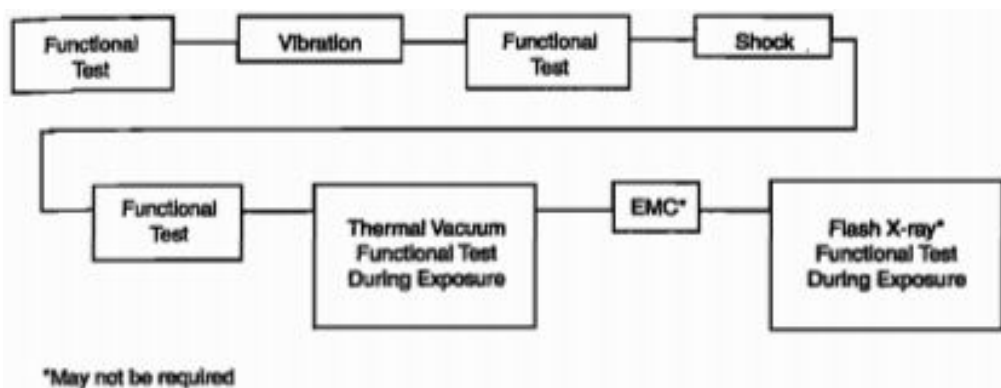 Functional
Test
Vibration
Functional
Test
Shock
Functional
Test
Thermal Vacuum
Functional Test
During Exposure
EMC*
Flash X-ray*
Functional Test
During Exposure
*May not be required